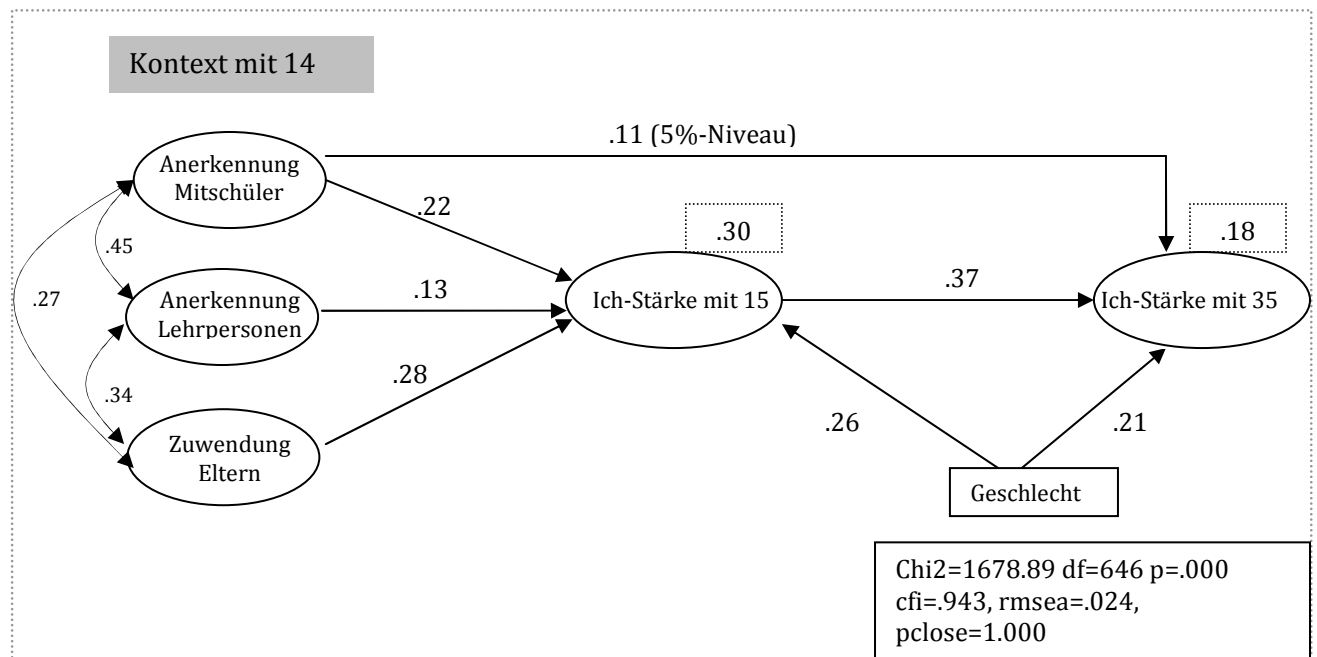 Kontext mit 14
.11 (5%-Niveau)
Anerkennung
Mitschüler
.22
.30
.18
.45
.27
Anerkennung
Lehrpersonen
.13
Ich-Stärke mit 15
.37
Ich-Stärke mit 35
.34
.28
Zuwendung
Eltern
.26
.21
Geschlecht
Chi2=1678.89 df=646 p=.000
cfi=.943, rmsea=.024,
pclose=1.000